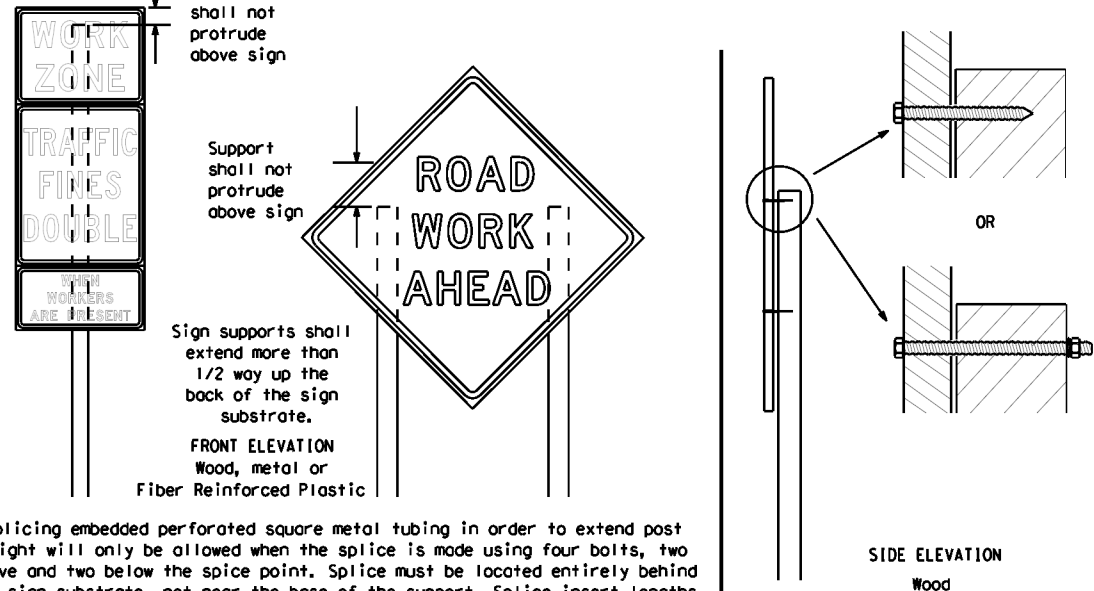 shall not
protrude
above sign
WORK
ZONE
TRAFFIC
FINES
DOUBLE
WHEN
WORKERS
ARE PRESENT
Support
shall not
protrude
above sign
ROAD
WORK
AHEAD
Sign supports shall
extend more than
1/2 way up the
back of the sign
substrate.
FRONT ELEVATION
Wood, metal or
Fiber Reinforced Plastic
OR
SIDE ELEVATION
Wood
plicing embedded perforated square metal tubing in order to extend post
ight will only be allowed when the splice is made using four bolts, two
ve and two below the spice point. Splice must be located entirely behind
sign substrate, not near the base of the support. Splice insert lengths